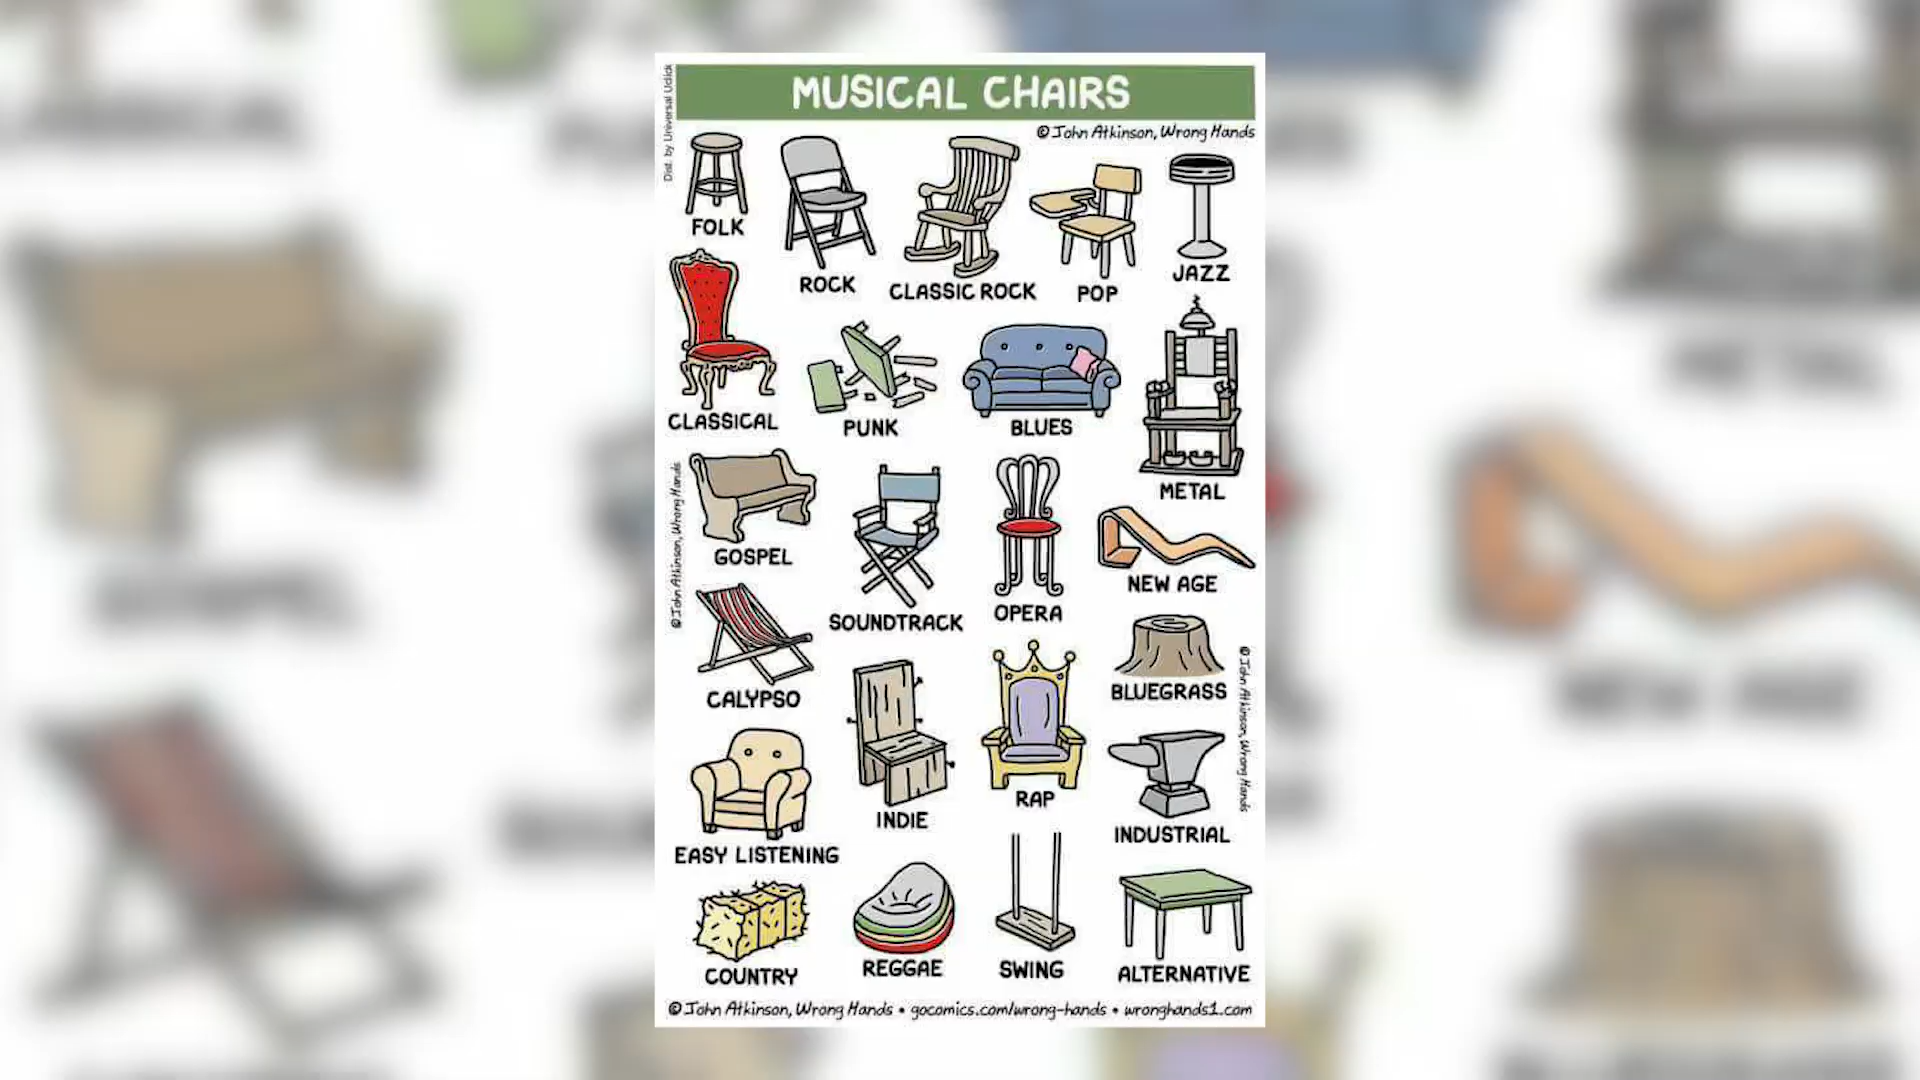 MUSICAL CHAIRS
Dist. by Universal Uclick
© John Atkinson, Wrong Hands
FOLK
ROCK
CLASSIC ROCK
POP
JAZZ
CLASSICAL
PUNK
BLUES
METAL
© John Atkinson, Wrong Hands
GOSPEL
SOUNDTRACK
OPERA
NEW AGE
CALYPSO
BLUEGRASS
© John Atkinson, Wrong Hands
EASY LISTENING
INDIE
RAP
INDUSTRIAL
COUNTRY
REGGAE
SWING
ALTERNATIVE
© John Atkinson, Wrong Hands • gocomics.com/wrong-hands • wronghands1.com